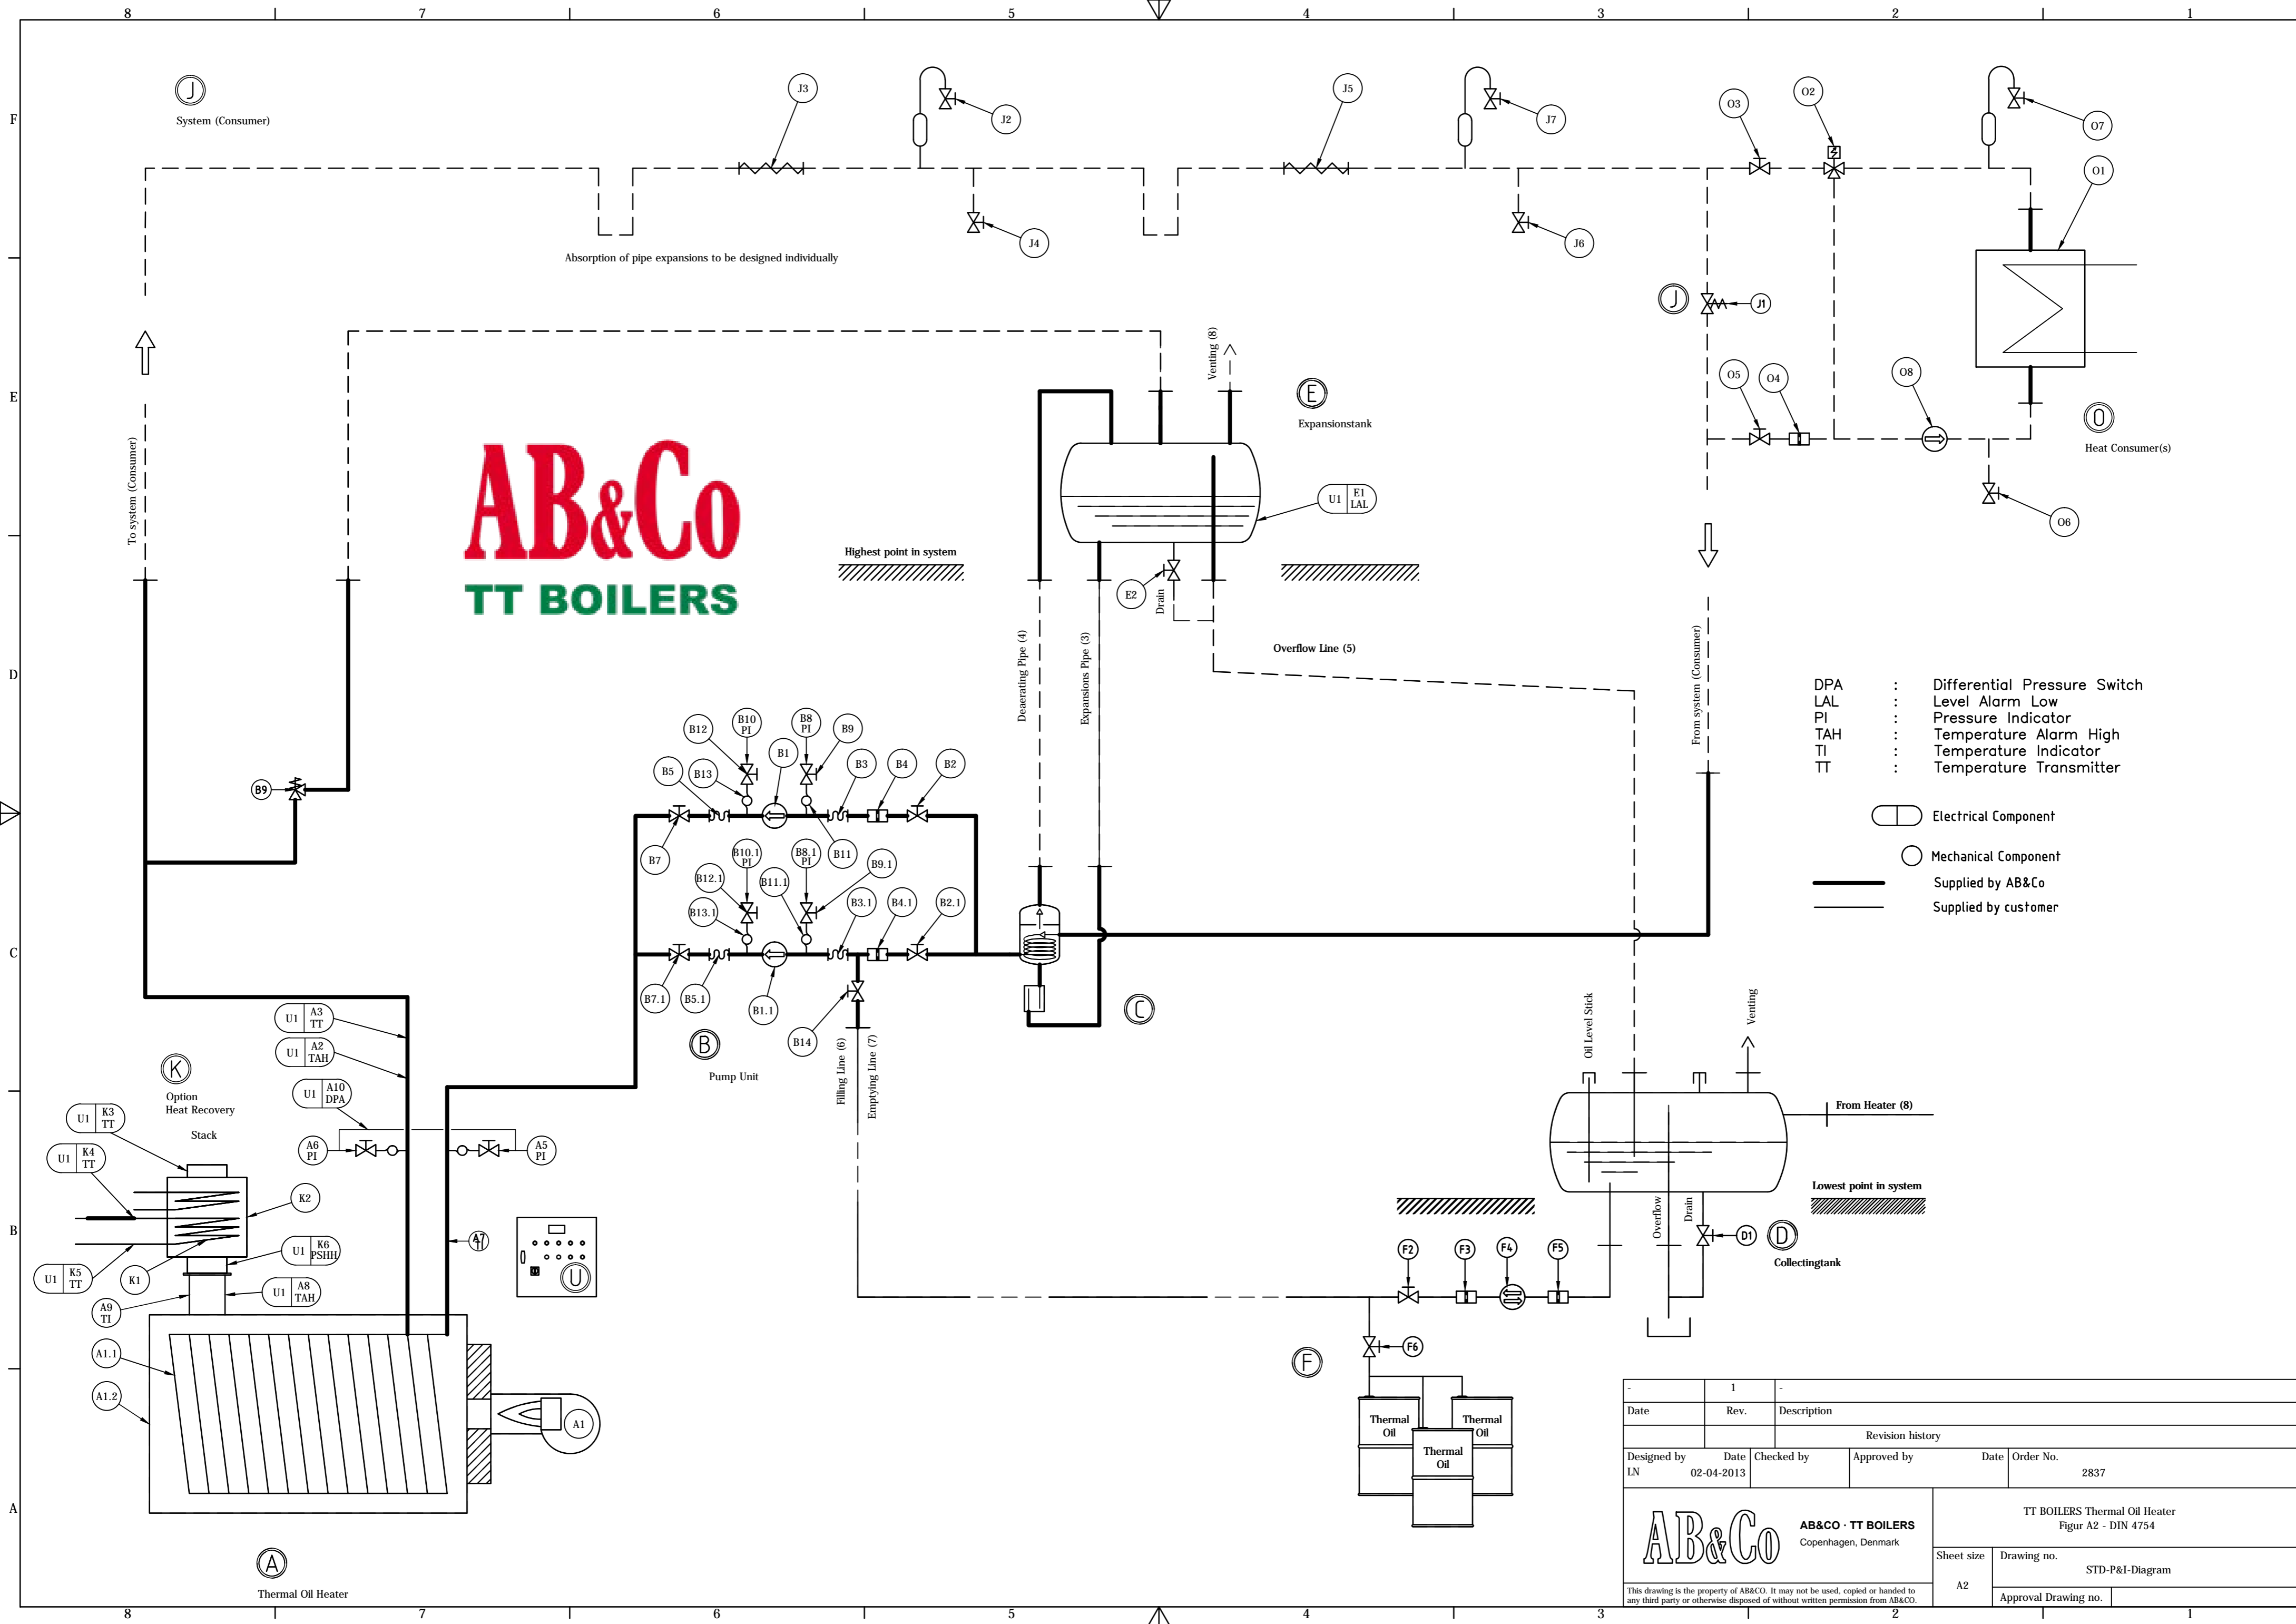 8 7 6 5 4 3 2 1
F
E
D
C
B
A
J
System (Consumer)
J3
J2
J5
J7
O3
O2
O7
O1
J4
J6
Absorption of pipe expansions to be designed individually
J
J1
O5
O4
O8
O
Heat Consumer(s)
O6
To system (Consumer)
AB&Co
TT BOILERS
Venting (8)
E
Expansionstank
U1 E1
LAL
Highest point in system
E2
Drain
Deaerating Pipe (4)
Expansions Pipe (3)
Overflow Line (5)
From system (Consumer)
DPA : Differential Pressure Switch
LAL : Level Alarm Low
PI : Pressure Indicator
TAH : Temperature Alarm High
TI : Temperature Indicator
TT : Temperature Transmitter
Electrical Component
Mechanical Component
Supplied by AB&Co
Supplied by customer
B9
B12
B10
PI
B8
PI
B9
B5
B13
B1
B3
B4
B2
B7
B10.1
PI
B8.1
PI
B11
B9.1
B12.1
B11.1
B13.1
B3.1
B4.1
B2.1
B7.1
B5.1
B1.1
B14
B
Pump Unit
C
Filling Line (6)
Emptying Line (7)
U1 A3
TT
U1 A2
TAH
U1 A10
DPA
K
Option
Heat Recovery
Stack
U1 K3
TT
U1 K4
TT
U1 K5
TT
K2
K1
U1 K6
PSHH
U1 A8
TAH
A9
TI
A6
PI
A5
PI
A7
TI
U
A1.1
A1.2
A1
A
Thermal Oil Heater
Oil Level Stick
Venting
From Heater (8)
Lowest point in system
Overflow
Drain
D1
D
Collectingtank
F2
F3
F4
F5
F6
F
Thermal
Oil
Thermal
Oil
Thermal
Oil
- 1 -
Date Rev. Description
Revision history
Designed by Date Checked by Approved by Date Order No.
LN 02-04-2013 2837
AB&Co
AB&CO · TT BOILERS
Copenhagen, Denmark
TT BOILERS Thermal Oil Heater
Figur A2 - DIN 4754
Sheet size
A2
Drawing no.
STD-P&I-Diagram
Approval Drawing no.
This drawing is the property of AB&CO. It may not be used, copied or handed to
any third party or otherwise disposed of without written permission from AB&CO.
8 7 6 5 4 3 2 1